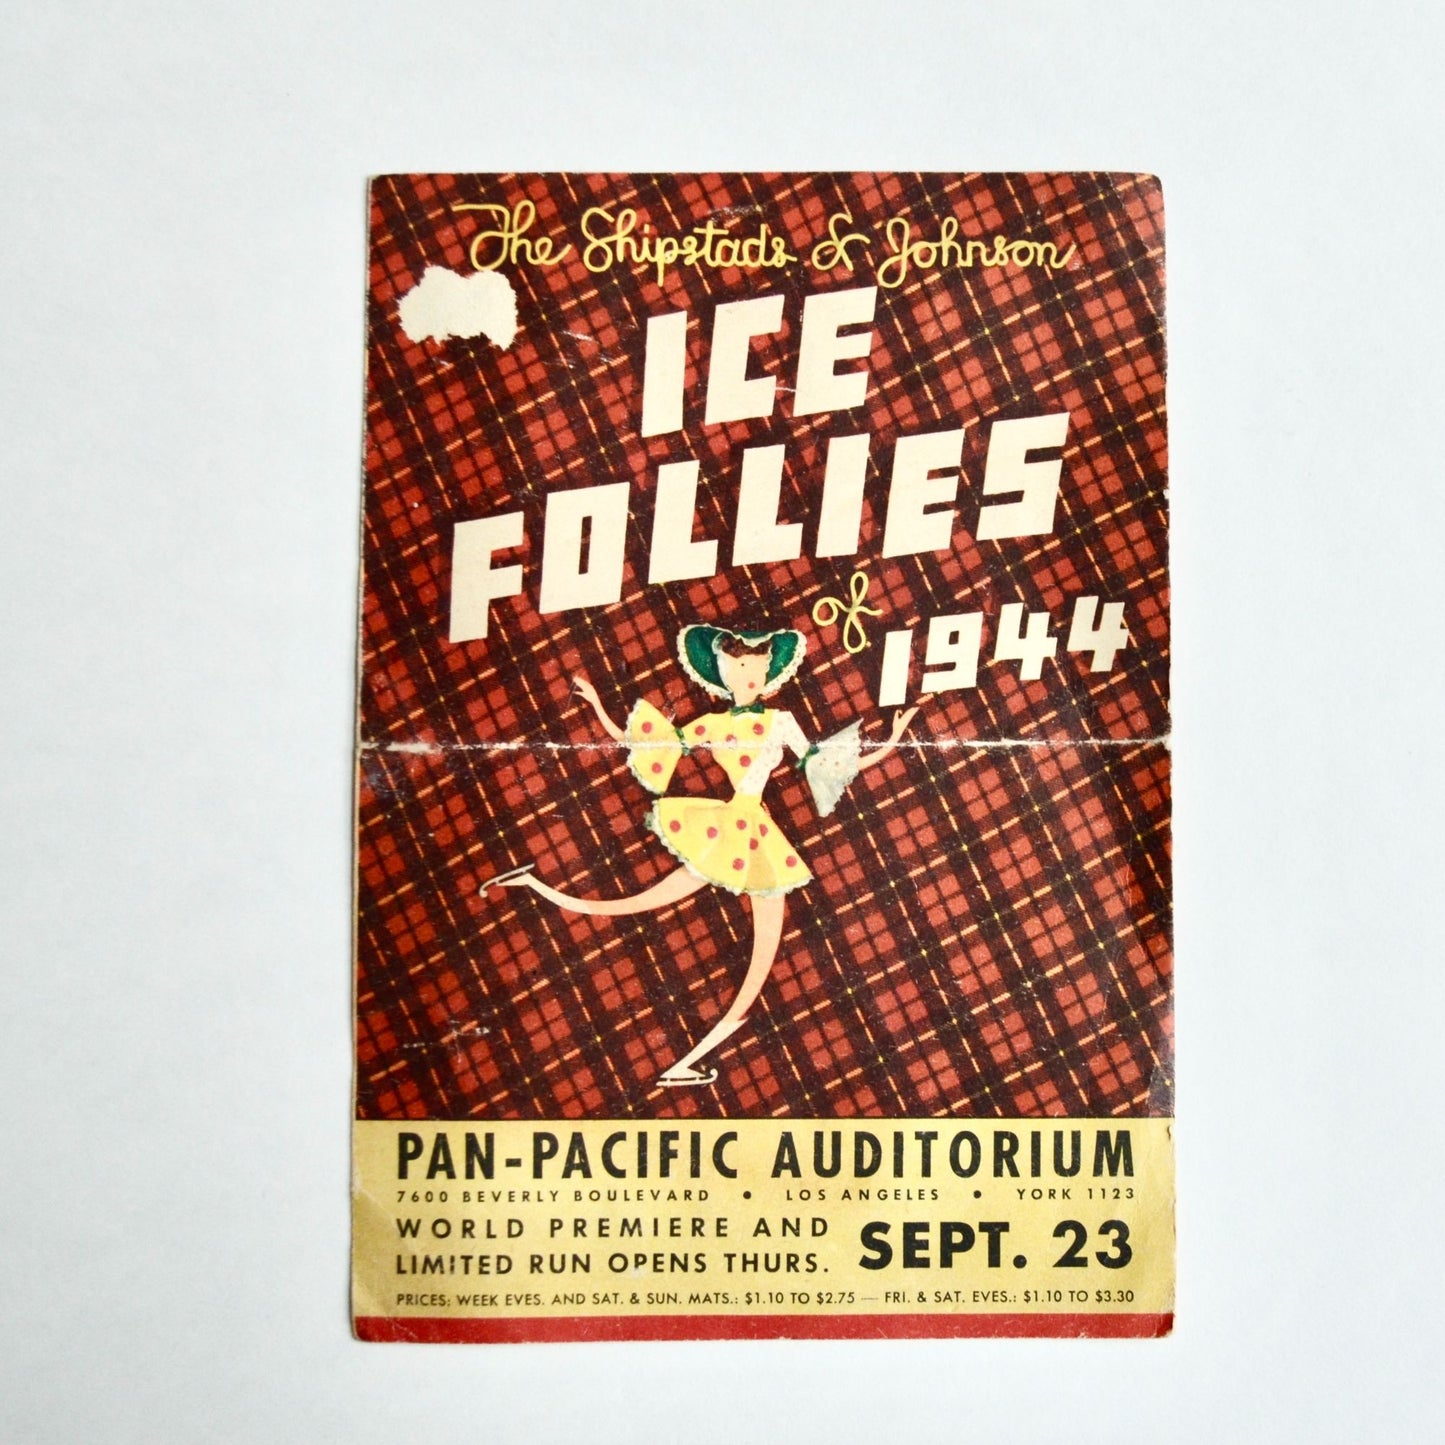 The Shipstads & Johnson
ICE
FOLLIES
of 1944
PAN-PACIFIC AUDITORIUM
7600 BEVERLY BOULEVARD • LOS ANGELES • YORK 1123
WORLD PREMIERE AND
LIMITED RUN OPENS THURS. SEPT. 23
PRICES: WEEK EVES. AND SAT. & SUN. MATS.: $1.10 TO $2.75 — FRI. & SAT. EVES.: $1.10 TO $3.30